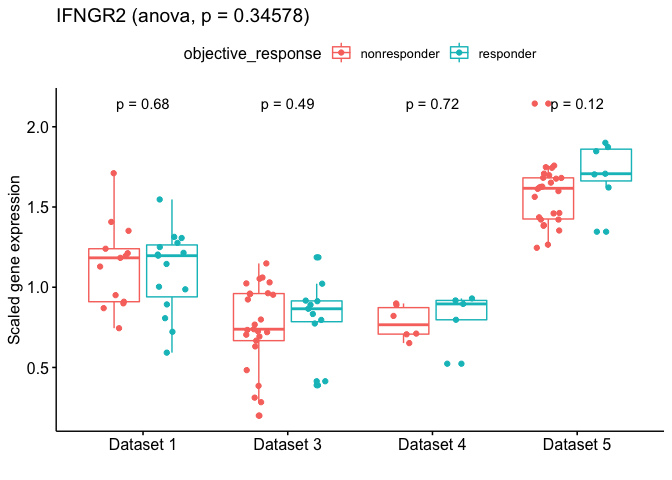 IFNGR2 (anova, p = 0.34578)
objective_response nonresponder responder
p = 0.68 p = 0.49 p = 0.72 p = 0.12
2.0
1.5
1.0
0.5
Scaled gene expression
Dataset 1 Dataset 3 Dataset 4 Dataset 5